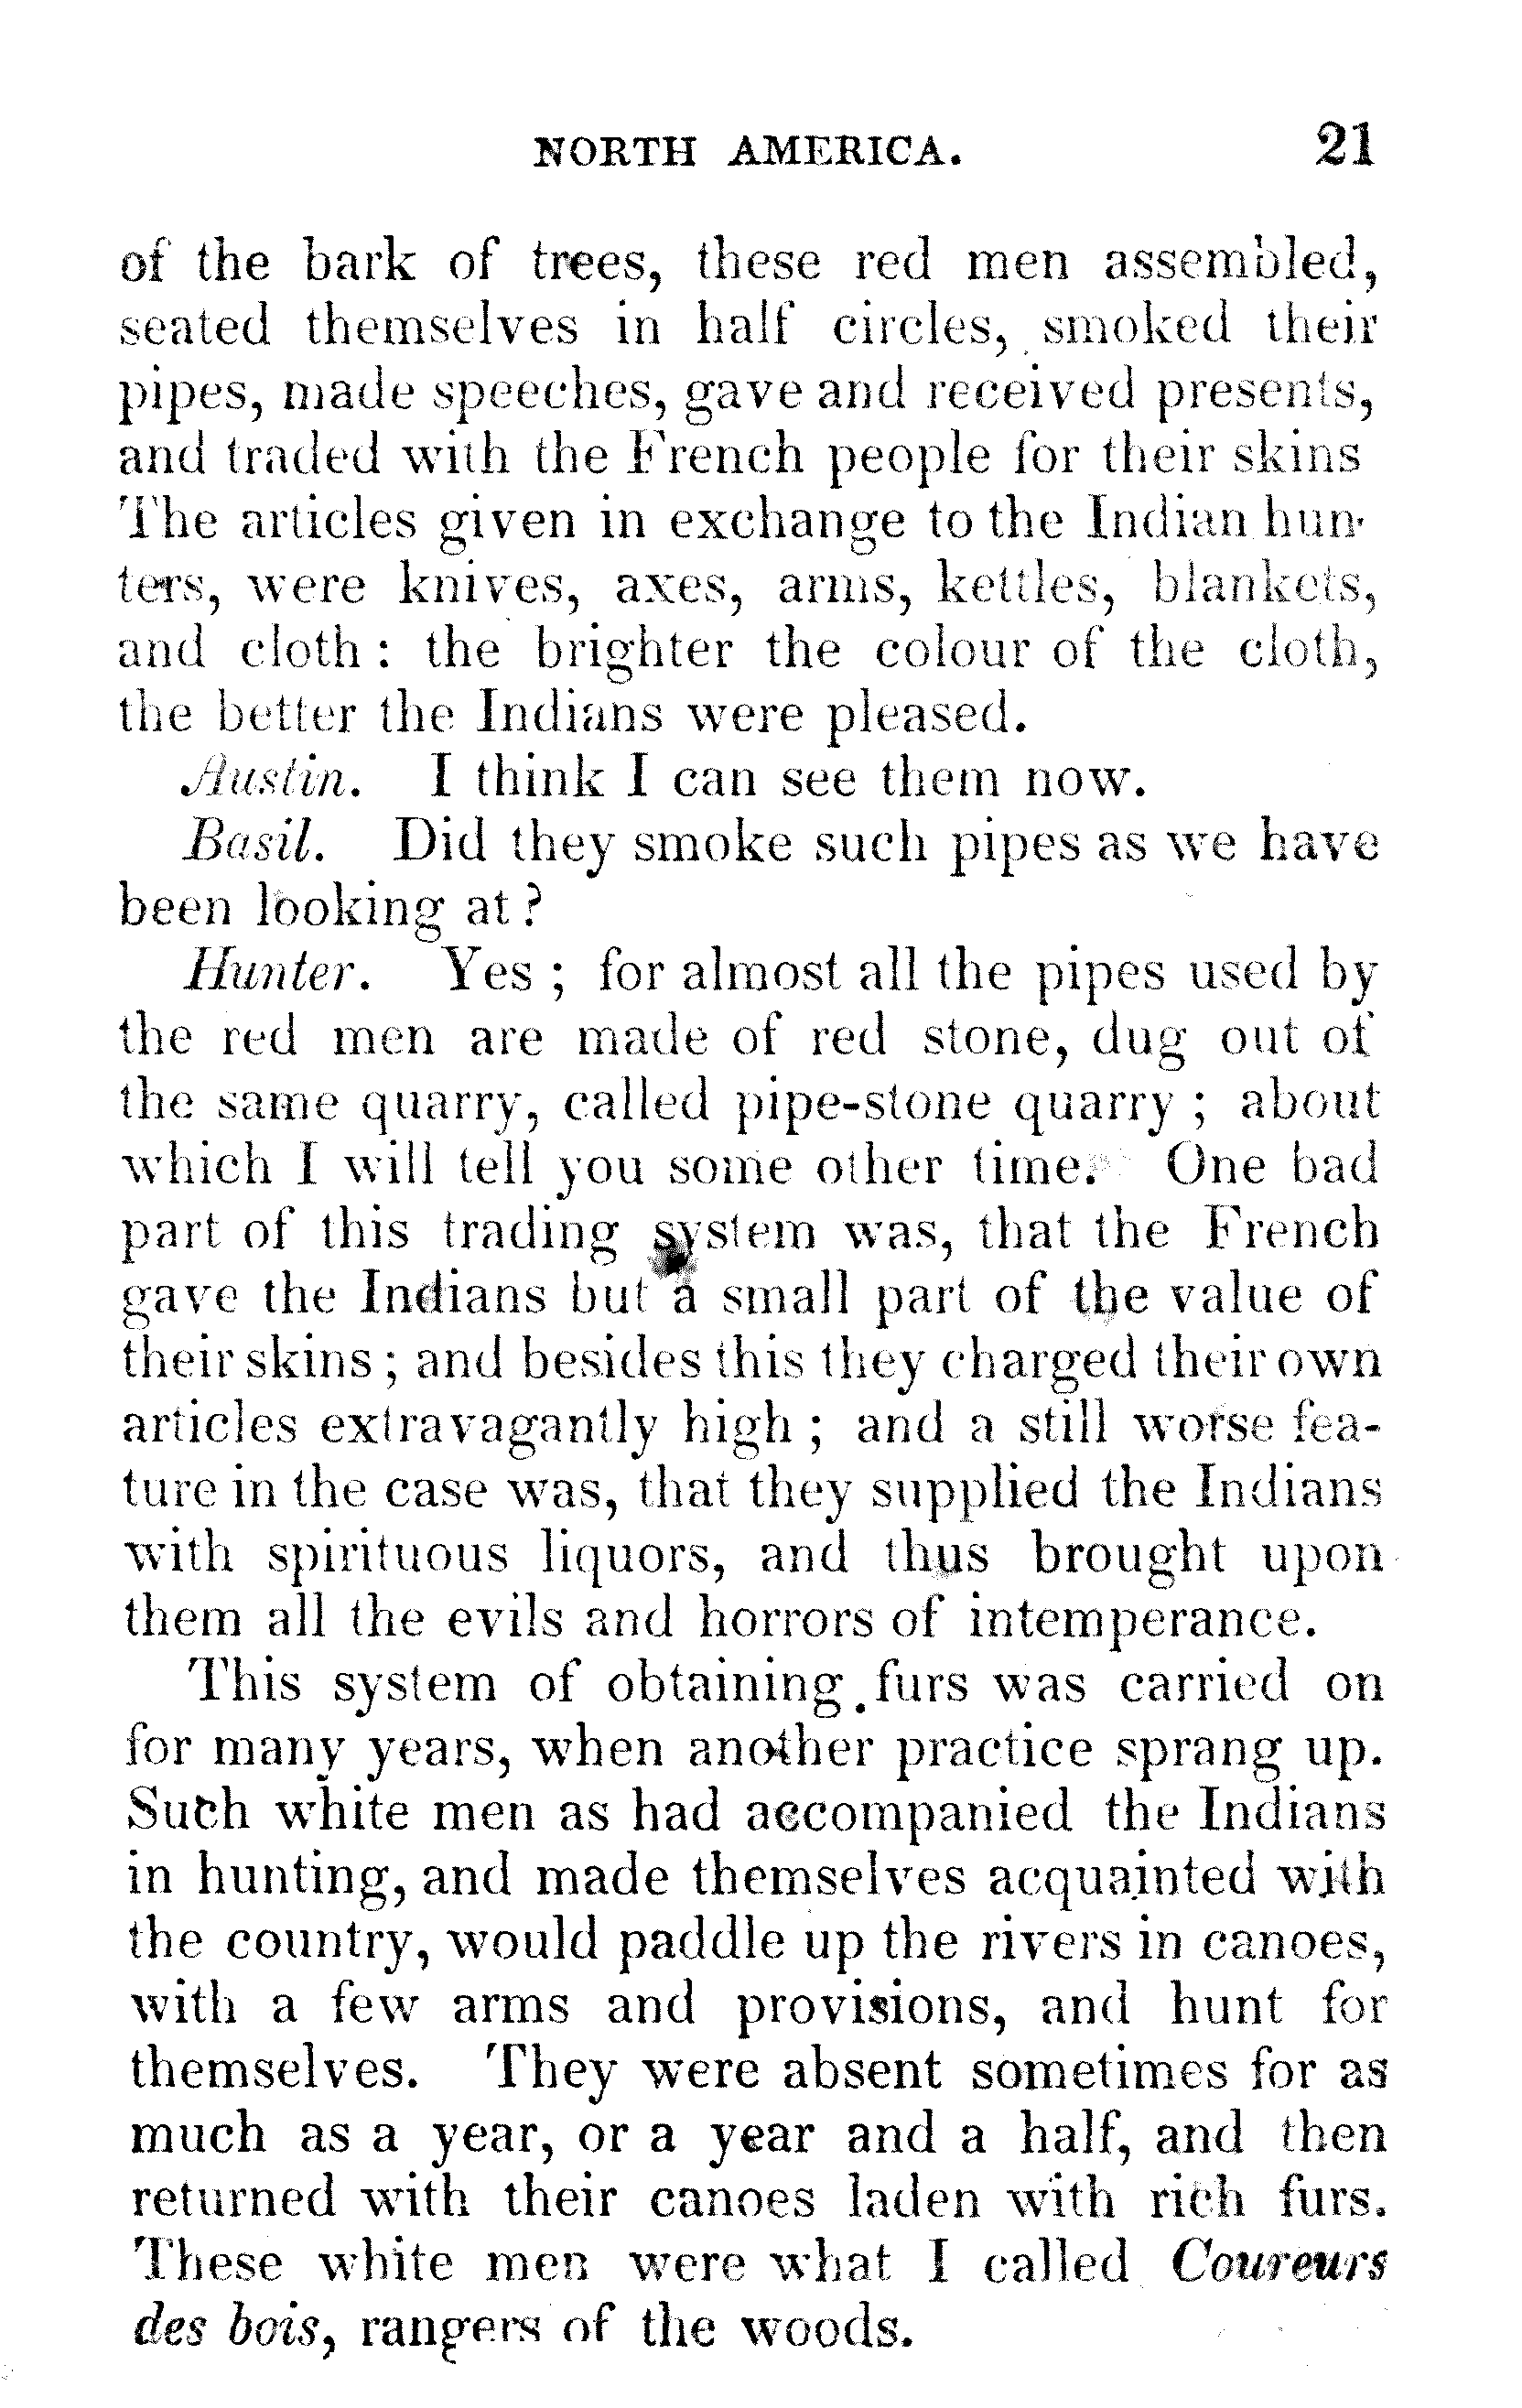 NORTH AMERICA. 21
of the bark of trees, these red men assembled,
seated themselves in half circles, smoked their
pipes, made speeches, gave and received presents,
and traded with the French people for their skins
The articles given in exchange to the Indian hun-
ters, were knives, axes, arms, kettles, blankets,
and cloth : the brighter the colour of the cloth,
the better the Indians were pleased.
Austin. I think I can see them now.
Basil. Did they smoke such pipes as we have
been looking at ?
Hunter. Yes ; for almost all the pipes used by
the red men are made of red stone, dug out of
the same quarry, called pipe-stone quarry ; about
which I will tell you some other time. One bad
part of this trading system was, that the French
gave the Indians but a small part of the value of
their skins ; and besides this they charged their own
articles extravagantly high ; and a still worse fea-
ture in the case was, that they supplied the Indians
with spirituous liquors, and thus brought upon
them all the evils and horrors of intemperance.
This system of obtaining furs was carried on
for many years, when another practice sprang up.
Such white men as had accompanied the Indians
in hunting, and made themselves acquainted with
the country, would paddle up the rivers in canoes,
with a few arms and provisions, and hunt for
themselves. They were absent sometimes for as
much as a year, or a year and a half, and then
returned with their canoes laden with rich furs.
These white men were what I called Coureurs
des bois, rangers of the woods.